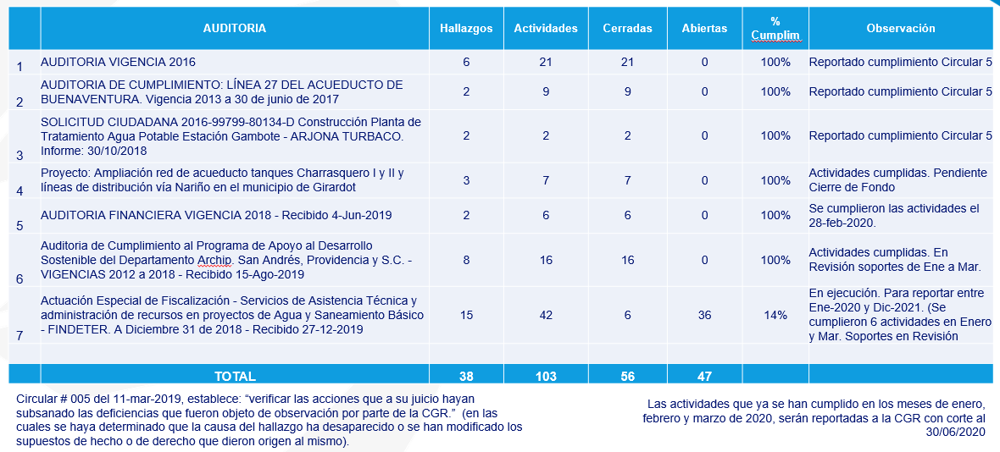 AUDITORIA Hallazgos Actividades Cerradas Abiertas % Cumplim Observación
1 AUDITORIA VIGENCIA 2016 6 21 21 0 100% Reportado cumplimiento Circular 5
2 AUDITORIA DE CUMPLIMIENTO: LÍNEA 27 DEL ACUEDUCTO DE
BUENAVENTURA. Vigencia 2013 a 30 de junio de 2017 2 9 9 0 100% Reportado cumplimiento Circular 5
3 SOLICITUD CIUDADANA 2016-99799-80134-D Construcción Planta de
Tratamiento Agua Potable Estación Gambote - ARJONA TURBACO.
Informe: 30/10/2018 2 2 2 0 100% Reportado cumplimiento Circular 5
4 Proyecto: Ampliación red de acueducto tanques Charrasquero I y II y
líneas de distribución vía Nariño en el municipio de Girardot 3 7 7 0 100% Actividades cumplidas. Pendiente
Cierre de Fondo
5 AUDITORIA FINANCIERA VIGENCIA 2018 - Recibido 4-Jun-2019 2 6 6 0 100% Se cumplieron las actividades el
28-feb-2020.
6 Auditoria de Cumplimiento al Programa de Apoyo al Desarrollo
Sostenible del Departamento Archip. San Andrés, Providencia y S.C. -
VIGENCIAS 2012 a 2018 - Recibido 15-Ago-2019 8 16 16 0 100% Actividades cumplidas. En
Revisión soportes de Ene a Mar.
7 Actuación Especial de Fiscalización - Servicios de Asistencia Técnica y
administración de recursos en proyectos de Agua y Saneamiento Básico
- FINDETER. A Diciembre 31 de 2018 - Recibido 27-12-2019 15 42 6 36 14% En ejecución. Para reportar entre
Ene-2020 y Dic-2021. (Se
cumplieron 6 actividades en Enero
y Mar. Soportes en Revisión
TOTAL 38 103 56 47
Circular # 005 del 11-mar-2019, establece: “verificar las acciones que a su juicio hayan
subsanado las deficiencias que fueron objeto de observación por parte de la CGR.” (en las
cuales se haya determinado que la causa del hallazgo ha desaparecido o se han modificado los
supuestos de hecho o de derecho que dieron origen al mismo).
Las actividades que ya se han cumplido en los meses de enero,
febrero y marzo de 2020, serán reportadas a la CGR con corte al
30/06/2020